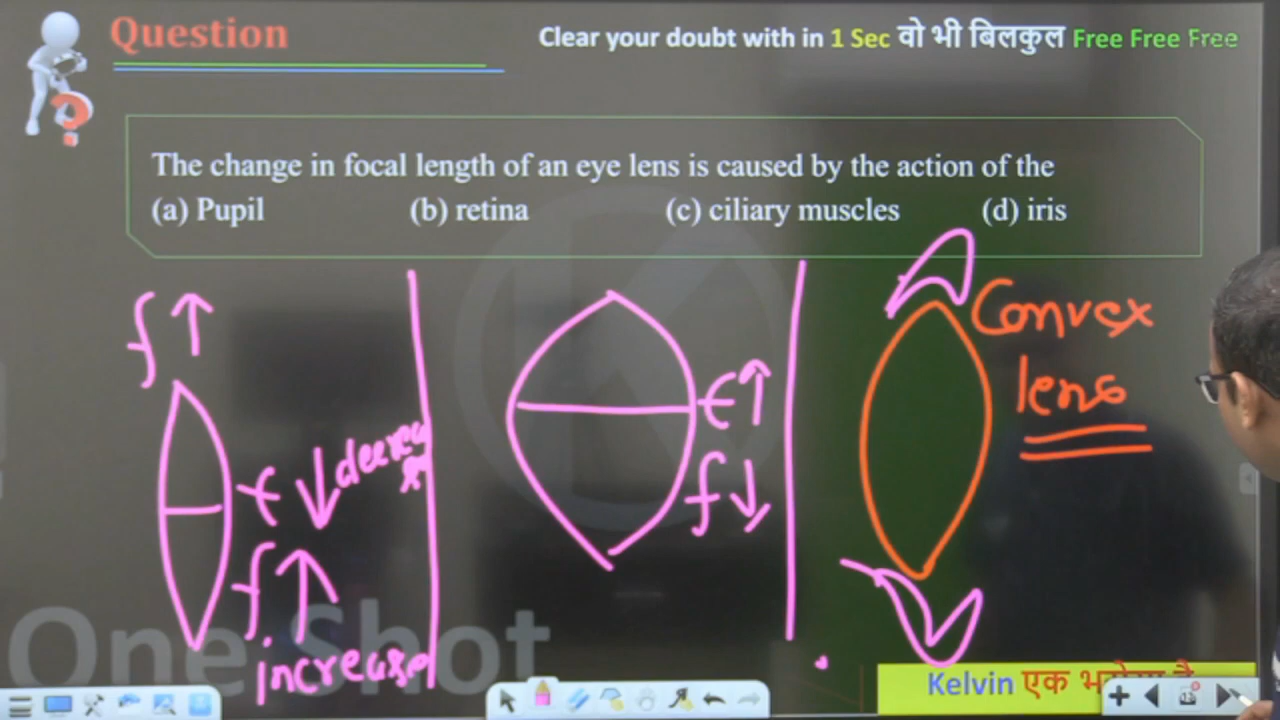 Question
Clear your doubt with in 1 Sec वो भी बिलकुल Free Free Free
The change in focal length of an eye lens is caused by the action of the
(a) Pupil (b) retina (c) ciliary muscles (d) iris
f ↑
t ↓
f ↑
increase
t ↑
f ↓
Convex
lens
One Shot
Kelvin एक